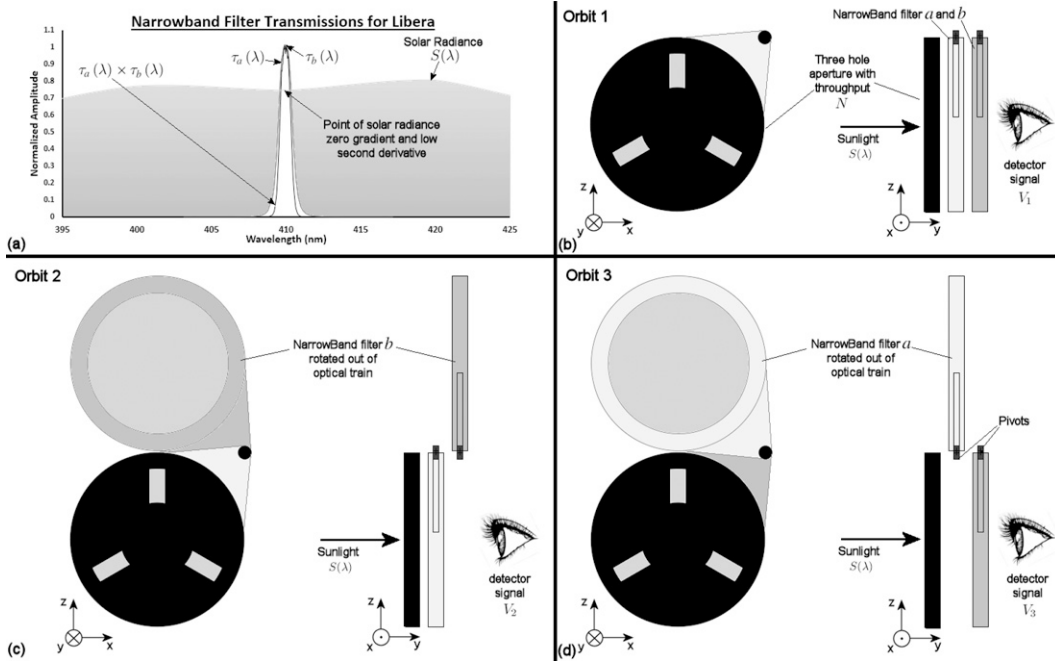 Narrowband Filter Transmissions for Libera
Normalized Amplitude
1.1
1
0.9
0.8
0.7
0.6
0.5
0.4
0.3
0.2
0.1
0
395
400
405
410
415
420
425
Wavelength (nm)
τa (λ) × τb (λ)
τa (λ)
τb (λ)
Solar Radiance
S(λ)
Point of solar radiance
zero gradient and low
second derivative
(a)
Orbit 1
NarrowBand filter a and b
Three hole
aperture with
throughput
N
Sunlight
S(λ)
detector
signal
V1
z
y
x
z
x
y
(b)
Orbit 2
NarrowBand filter b
rotated out of
optical train
Sunlight
S(λ)
detector
signal
V2
z
y
x
z
x
y
(c)
Orbit 3
NarrowBand filter a
rotated out of
optical train
Pivots
Sunlight
S(λ)
detector
signal
V3
z
y
x
z
x
y
(d)